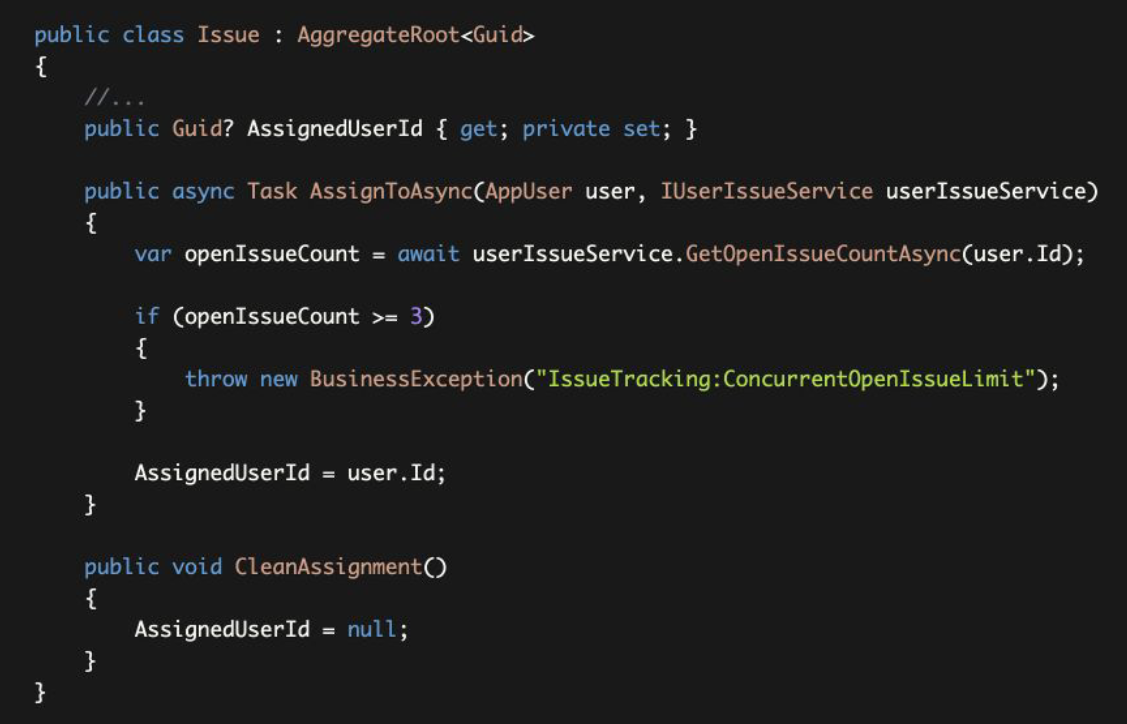 public class Issue : AggregateRoot<Guid>
{
    //...
    public Guid? AssignedUserId { get; private set; }

    public async Task AssignToAsync(AppUser user, IUserIssueService userIssueService)
    {
        var openIssueCount = await userIssueService.GetOpenIssueCountAsync(user.Id);

        if (openIssueCount >= 3)
        {
            throw new BusinessException("IssueTracking:ConcurrentOpenIssueLimit");
        }

        AssignedUserId = user.Id;
    }

    public void CleanAssignment()
    {
        AssignedUserId = null;
    }
}